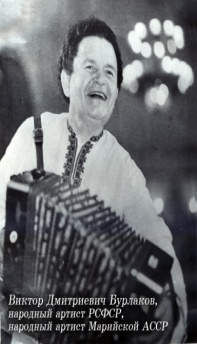 Виктор Дмитриевич Бурлаков,
народный артист РСФСР,
народный артист Марийской АССР